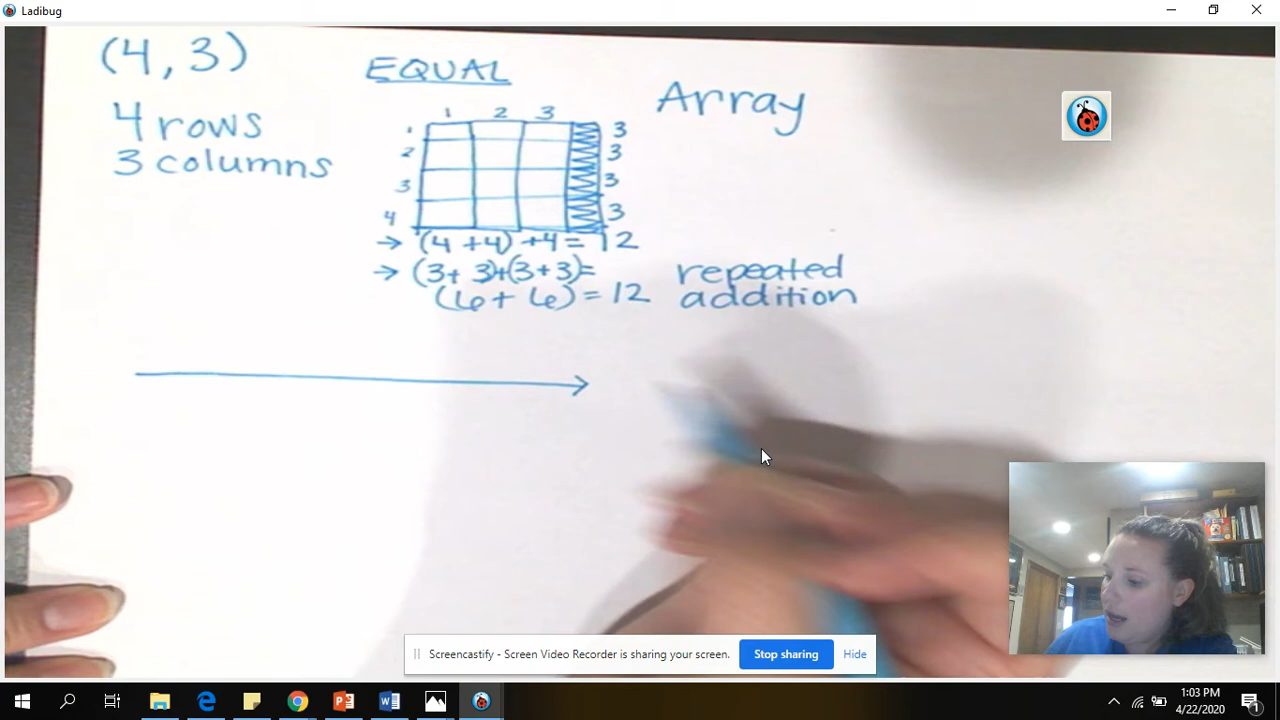 Ladibug
(4, 3)
4 rows
3 columns
EQUAL
1 2 3
1 3
2 3
3 3
4 3
→ (4 + 4) + 4 = 12
→ (3 + 3) + (3 + 3) =
(6 + 6) = 12
Array
repeated
addition
Screencastify - Screen Video Recorder is sharing your screen. Stop sharing Hide
1:03 PM
4/22/2020
1